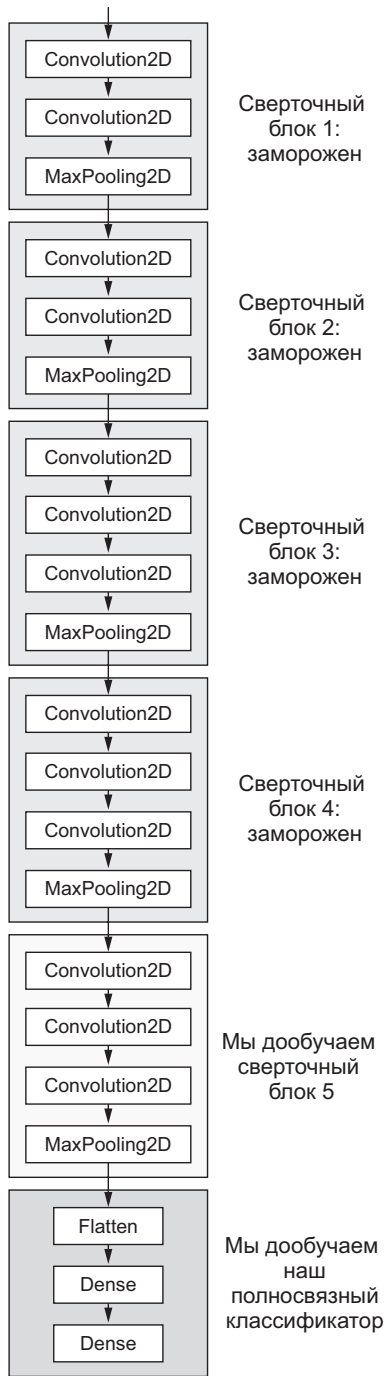 Convolution2D
Convolution2D
MaxPooling2D
Сверточный
блок 1:
заморожен
Convolution2D
Convolution2D
MaxPooling2D
Сверточный
блок 2:
заморожен
Convolution2D
Convolution2D
Convolution2D
MaxPooling2D
Сверточный
блок 3:
заморожен
Convolution2D
Convolution2D
Convolution2D
MaxPooling2D
Сверточный
блок 4:
заморожен
Convolution2D
Convolution2D
Convolution2D
MaxPooling2D
Мы дообучаем
сверточный
блок 5
Flatten
Dense
Dense
Мы дообучаем
наш
полносвязный
классификатор